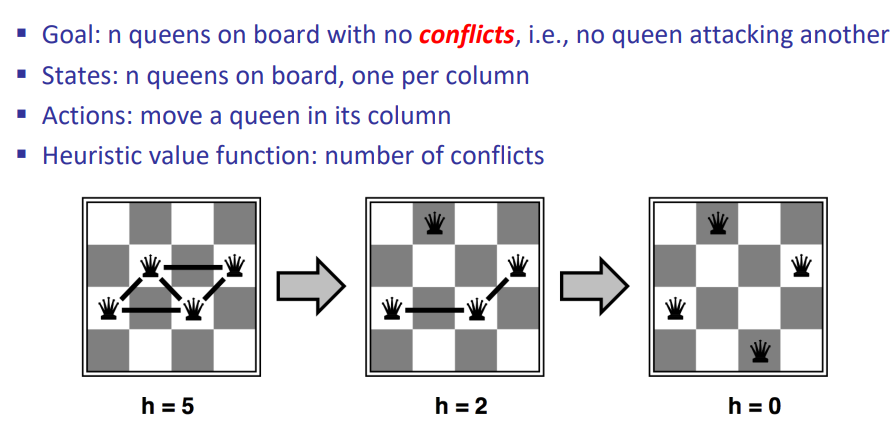 ▪ Goal: n queens on board with no conflicts, i.e., no queen attacking another
▪ States: n queens on board, one per column
▪ Actions: move a queen in its column
▪ Heuristic value function: number of conflicts
h = 5 h = 2 h = 0